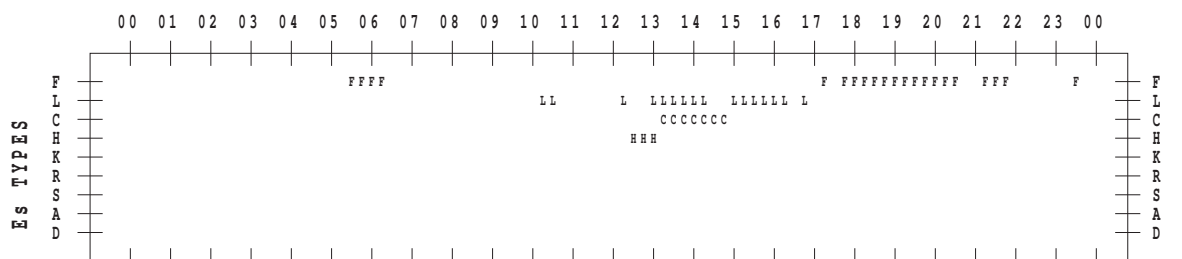 00 01 02 03 04 05 06 07 08 09 10 11 12 13 14 15 16 17 18 19 20 21 22 23 00
F FFFF F FFFFFFFFFFFF FFF F F
L LL L LLLLLL LLLLLL L L
C CCCCCCC C
H HHH H
K K
R R
S S
A A
D D
Es TYPES